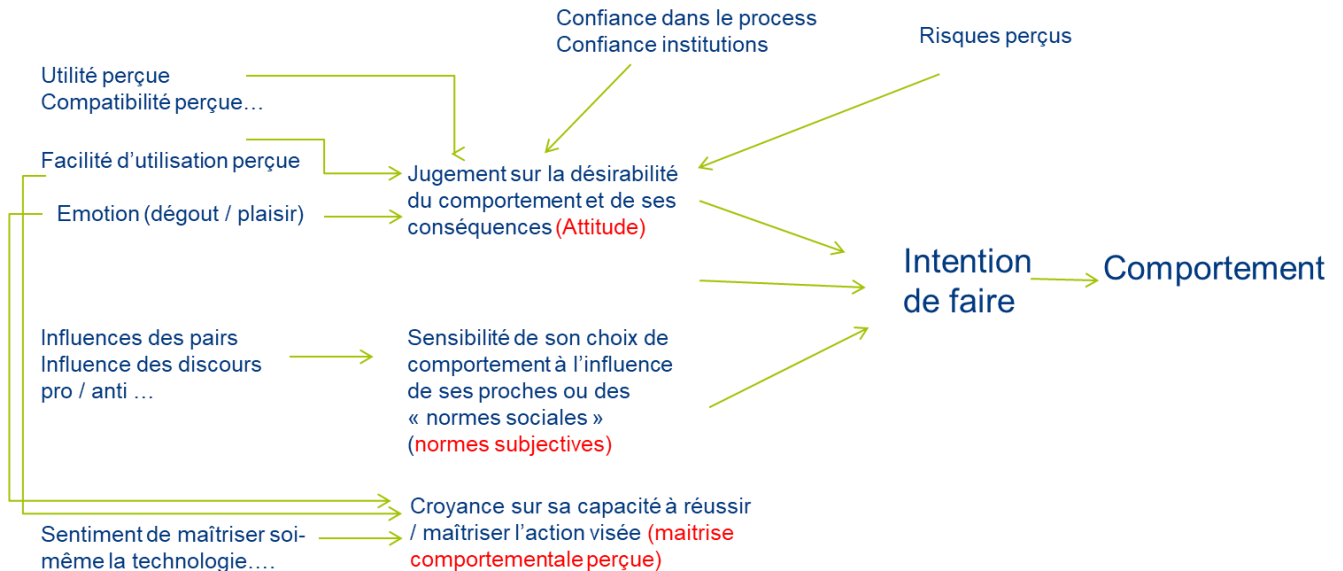 Confiance dans le process
Confiance institutions
Risques perçus
Utilité perçue
Compatibilité perçue…
Facilité d’utilisation perçue
Emotion (dégout / plaisir)
Jugement sur la désirabilité
du comportement et de ses
conséquences (Attitude)
Intention
de faire
Comportement
Influences des pairs
Influence des discours
pro / anti …
Sensibilité de son choix de
comportement à l’influence
de ses proches ou des
« normes sociales »
(normes subjectives)
Sentiment de maîtriser soi-
même la technologie….
Croyance sur sa capacité à réussir
/ maîtriser l’action visée (maitrise
comportementale perçue)